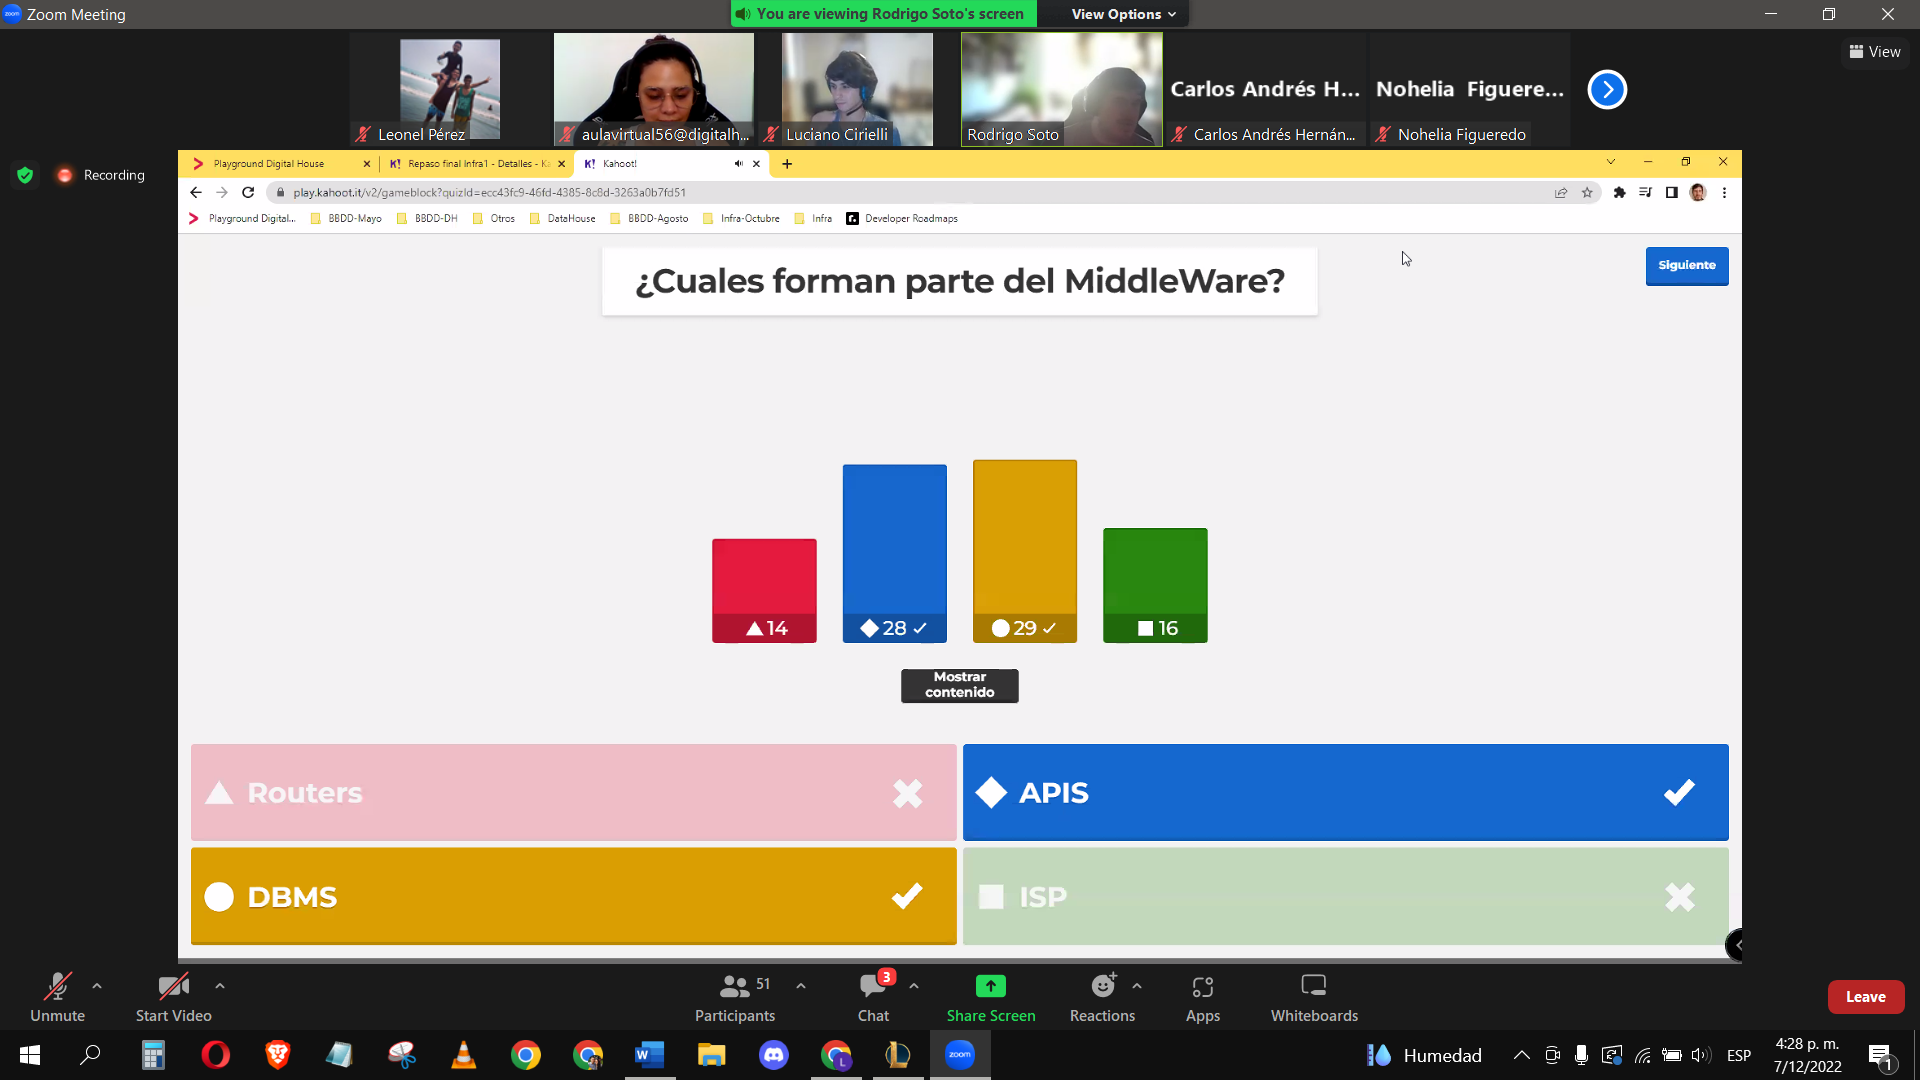 Zoom Meeting
You are viewing Rodrigo Soto's screen
View Options
View
Leonel Pérez
aulavirtual56@digitalh...
Luciano Cirielli
Rodrigo Soto
Carlos Andrés H...
Carlos Andrés Hernán...
Nohelia Figuere...
Nohelia Figueredo
Recording
Playground Digital House
Repaso final Infra1 - Detalles - K
Kahoot!
play.kahoot.it/v2/gameblock?quizId=ecc43fc9-46fd-4385-8c8d-3263a0b7fd51
Playground Digital...
BBDD-Mayo
BBDD-DH
Otros
DataHouse
BBDD-Agosto
Infra-Octubre
Infra
Developer Roadmaps
¿Cuales forman parte del MiddleWare?
Siguiente
14
28
29
16
Mostrar
contenido
Routers
APIS
DBMS
ISP
Unmute
Start Video
51
Participants
3
Chat
Share Screen
Reactions
Apps
Whiteboards
Leave
zoom
Humedad
ESP
4:28 p. m.
7/12/2022
1